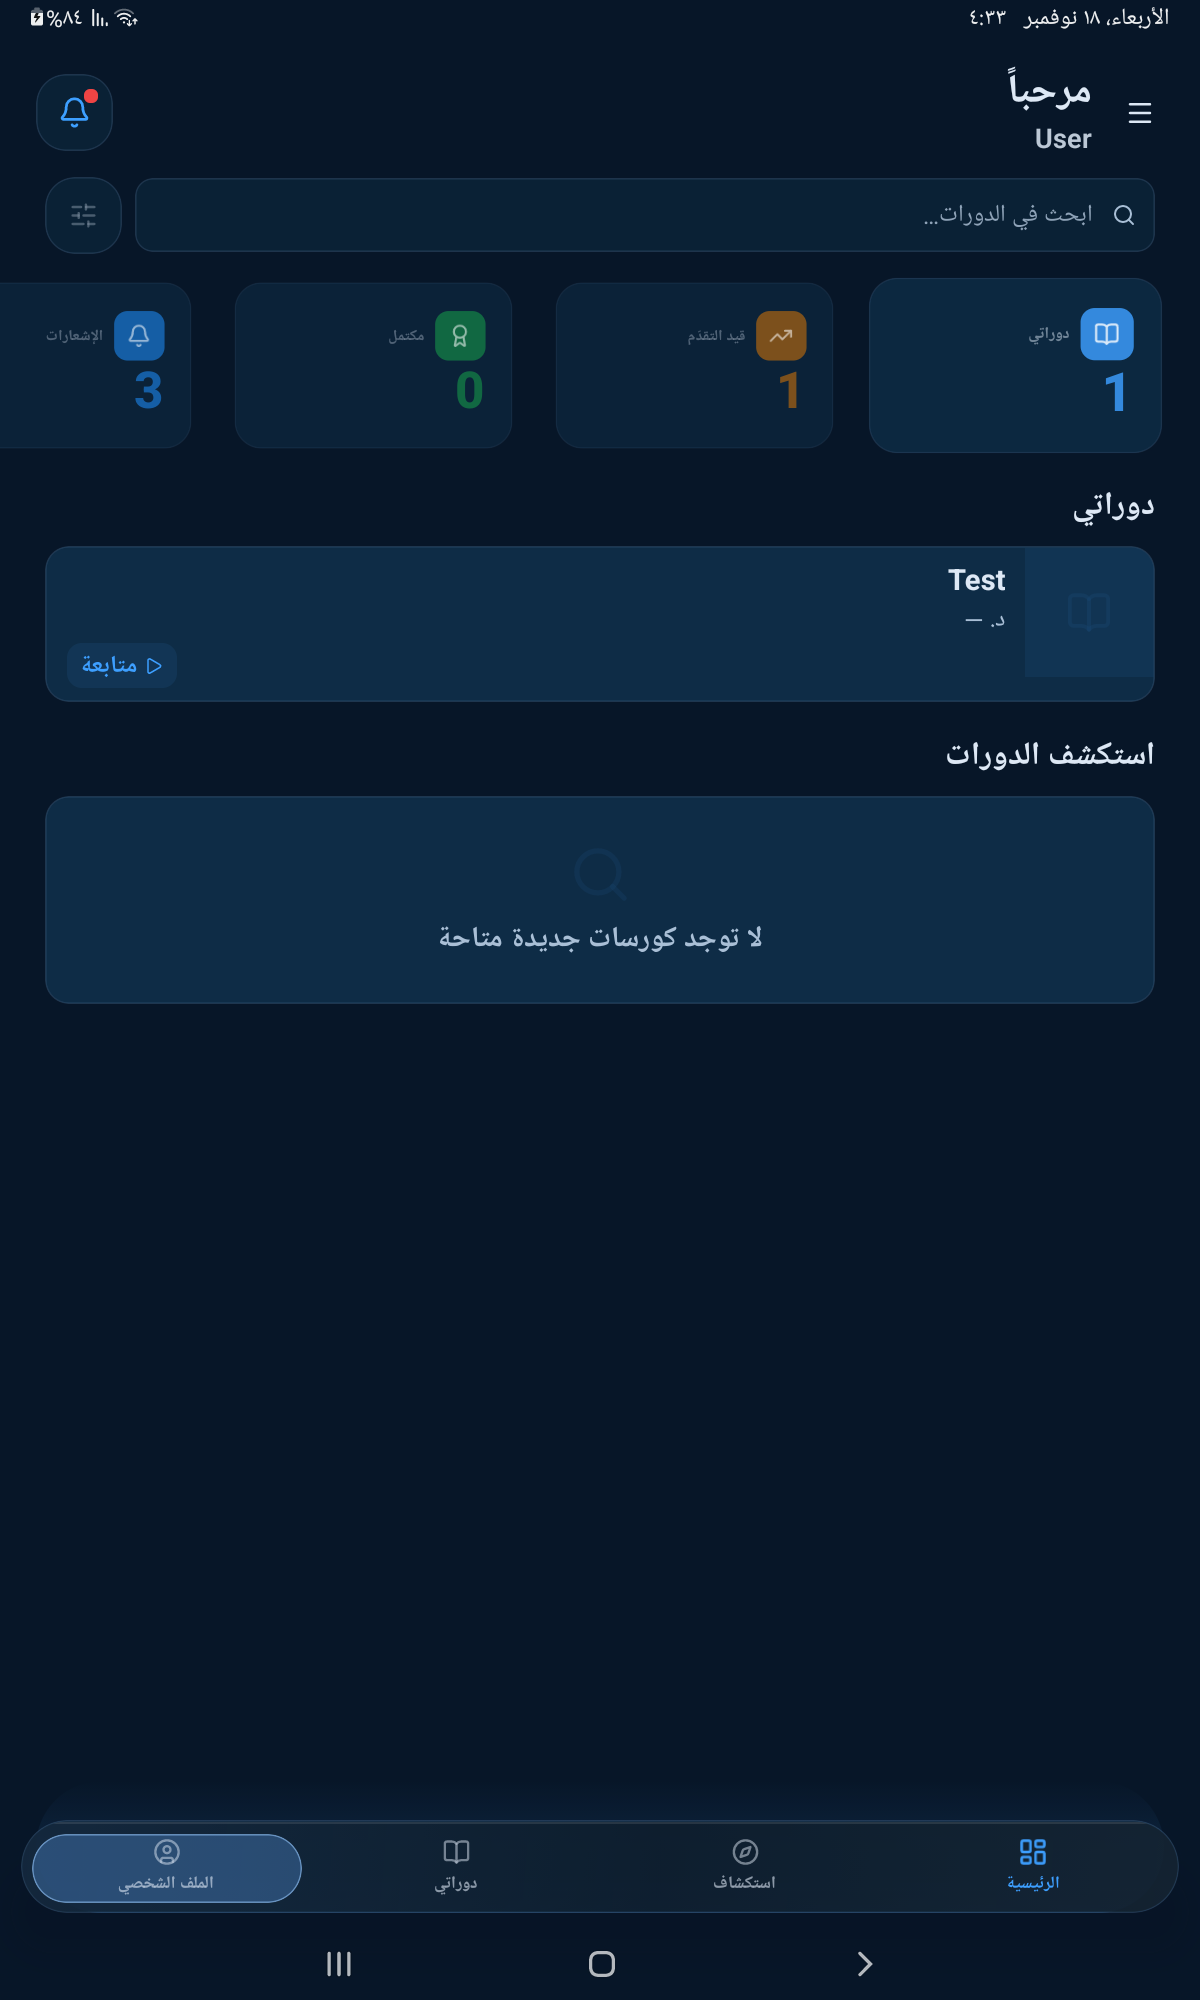 الأربعاء، ١٨ نوفمبر ٤:٣٣
٨٤%
مرحباً
User
ابحث في الدورات...
دوراتي
1
قيد التقدم
1
مكتمل
0
الإشعارات
3
دوراتي
Test
د. —
متابعة
استكشف الدورات
لا توجد كورسات جديدة متاحة
الرئيسية
استكشاف
دوراتي
الملف الشخصي